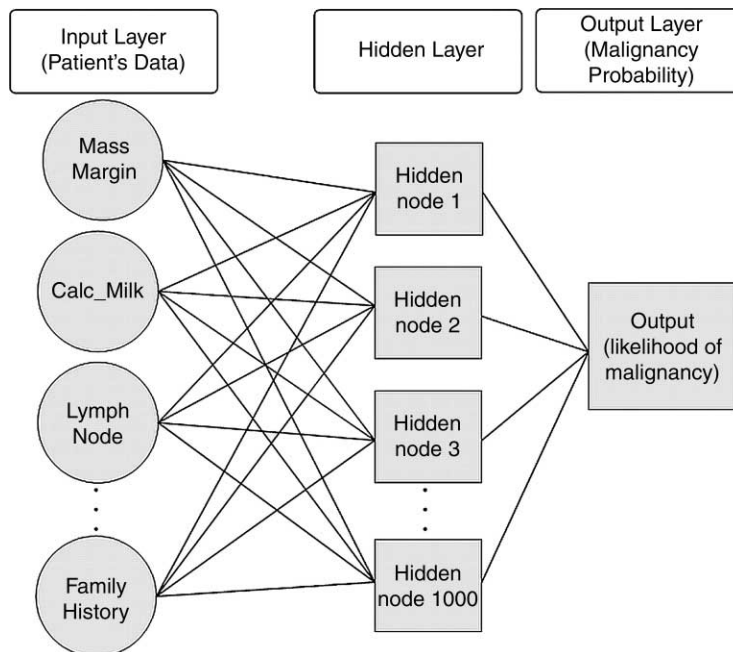 Input Layer
(Patient's Data)
Hidden Layer
Output Layer
(Malignancy
Probability)
Mass
Margin
Calc_Milk
Lymph
Node
Family
History
Hidden
node 1
Hidden
node 2
Hidden
node 3
Hidden
node 1000
Output
(likelihood of
malignancy)